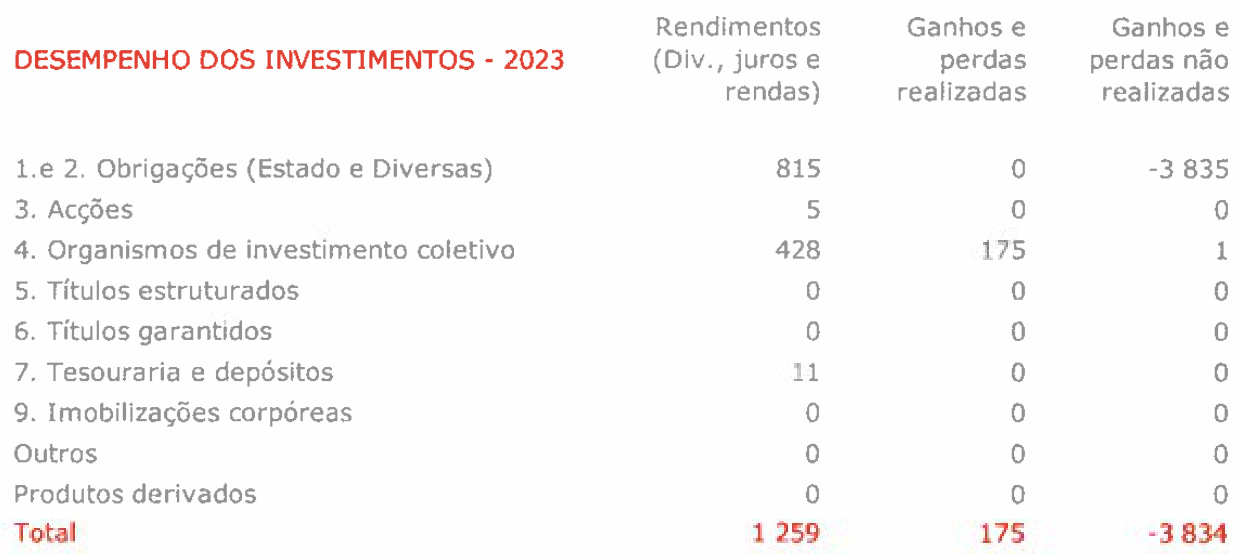 DESEMPENHO DOS INVESTIMENTOS - 2023
Rendimentos (Div., juros e rendas)
Ganhos e perdas realizadas
Ganhos e perdas não realizadas
1.e 2. Obrigações (Estado e Diversas) 815 0 -3 835
3. Acções 5 0 0
4. Organismos de investimento coletivo 428 175 1
5. Títulos estruturados 0 0 0
6. Títulos garantidos 0 0 0
7. Tesouraria e depósitos 11 0 0
9. Imobilizações corpóreas 0 0 0
Outros 0 0 0
Produtos derivados 0 0 0
Total 1 259 175 -3 834